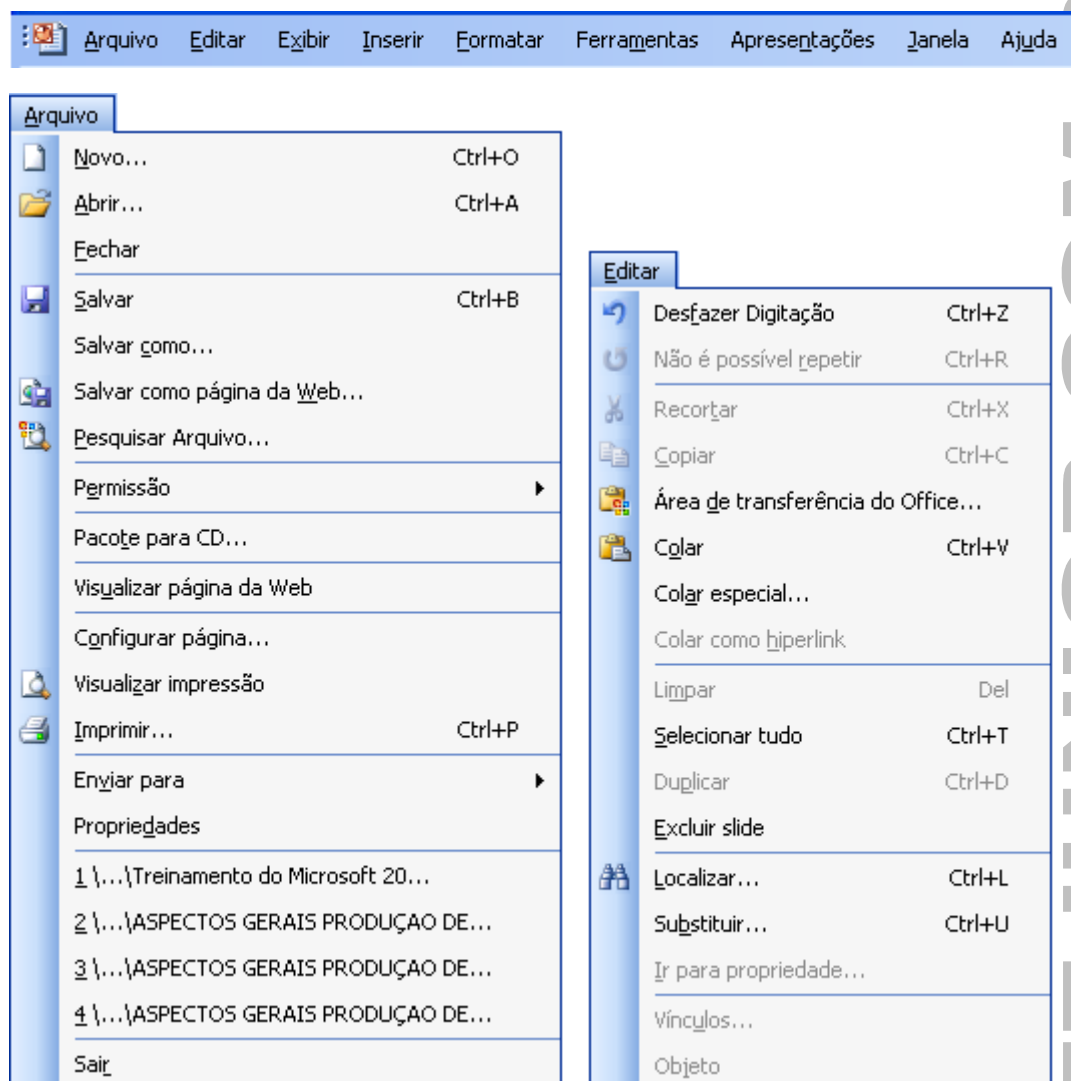 Arquivo Editar Exibir Inserir Formatar Ferramentas Apresentações Janela Ajuda
Arquivo
Novo... Ctrl+O
Abrir... Ctrl+A
Fechar
Salvar Ctrl+B
Salvar como...
Salvar como página da Web...
Pesquisar Arquivo...
Permissão
Pacote para CD...
Visualizar página da Web
Configurar página...
Visualizar impressão
Imprimir... Ctrl+P
Enviar para
Propriedades
1 \...\Treinamento do Microsoft 20...
2 \...\ASPECTOS GERAIS PRODUÇAO DE...
3 \...\ASPECTOS GERAIS PRODUÇAO DE...
4 \...\ASPECTOS GERAIS PRODUÇAO DE...
Sair
Editar
Desfazer Digitação Ctrl+Z
Não é possível repetir Ctrl+R
Recortar Ctrl+X
Copiar Ctrl+C
Área de transferência do Office...
Colar Ctrl+V
Colar especial...
Colar como hiperlink
Limpar Del
Selecionar tudo Ctrl+T
Duplicar Ctrl+D
Excluir slide
Localizar... Ctrl+L
Substituir... Ctrl+U
Ir para propriedade...
Vínculos...
Objeto